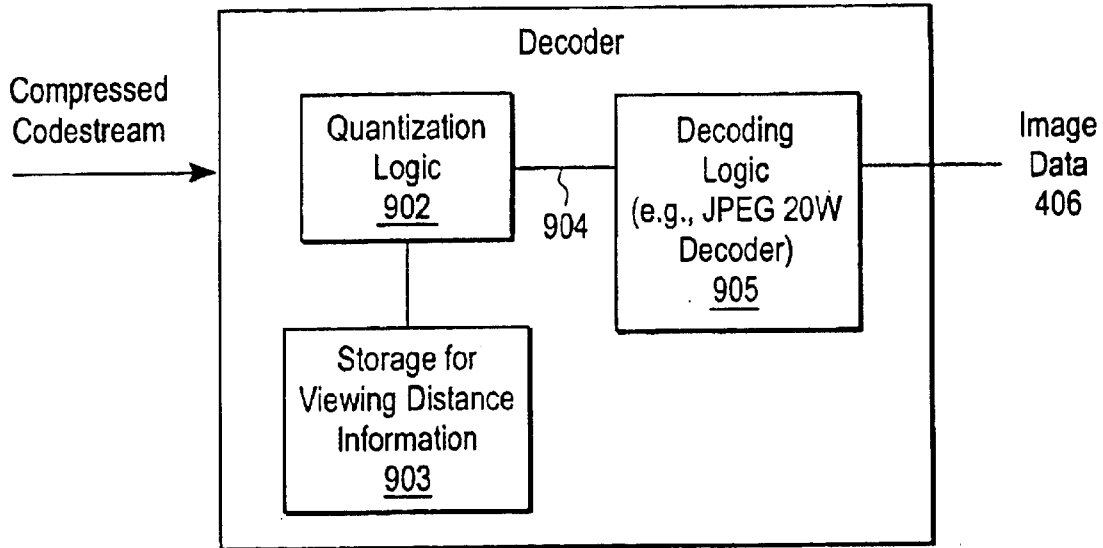 Decoder
Compressed
Codestream
Quantization
Logic
902
904
Decoding
Logic
(e.g., JPEG 20W
Decoder)
905
Image
Data
406
Storage for
Viewing Distance
Information
903